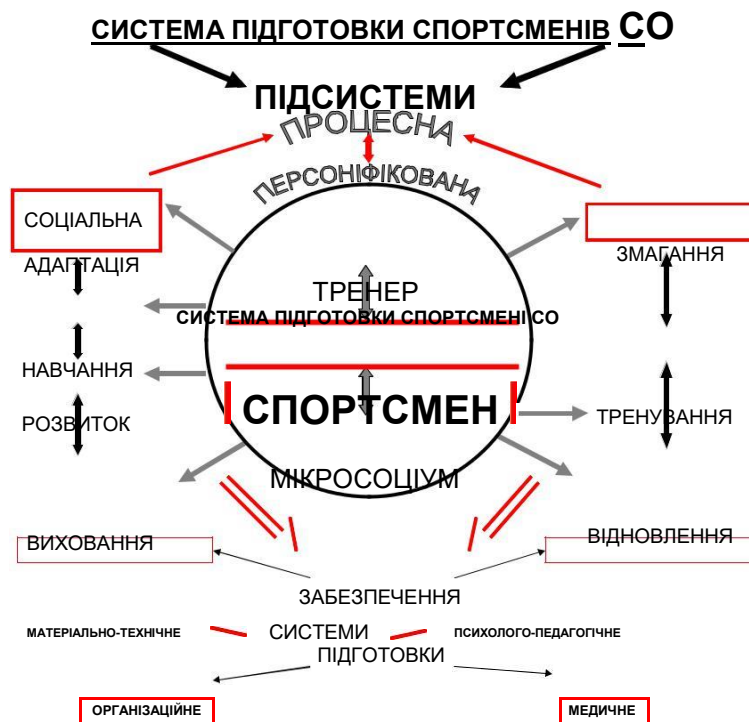 СИСТЕМА ПІДГОТОВКИ СПОРТСМЕНІВ СО
ПІДСИСТЕМИ
ПРОЦЕСНА
ПЕРСОНІФІКОВАНА
СОЦІАЛЬНА
АДАПТАЦІЯ
ЗМАГАННЯ
ТРЕНЕР
СИСТЕМА ПІДГОТОВКИ СПОРТСМЕНІ СО
НАВЧАННЯ
СПОРТСМЕН
РОЗВИТОК
ТРЕНУВАННЯ
МІКРОСОЦІУМ
ВИХОВАННЯ
ВІДНОВЛЕННЯ
ЗАБЕЗПЕЧЕННЯ
МАТЕРІАЛЬНО-ТЕХНІЧНЕ
СИСТЕМИ
ПСИХОЛОГО-ПЕДАГОГІЧНЕ
ПІДГОТОВКИ
ОРГАНІЗАЦІЙНЕ
МЕДИЧНЕ